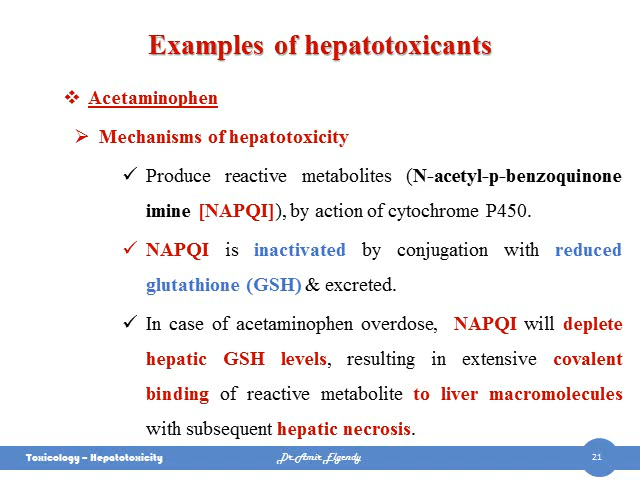 Examples of hepatotoxicants
❖ Acetaminophen
➢ Mechanisms of hepatotoxicity
✓ Produce reactive metabolites (N-acetyl-p-benzoquinone
imine [NAPQI]), by action of cytochrome P450.
✓ NAPQI is inactivated by conjugation with reduced
glutathione (GSH) & excreted.
✓ In case of acetaminophen overdose, NAPQI will deplete
hepatic GSH levels, resulting in extensive covalent
binding of reactive metabolite to liver macromolecules
with subsequent hepatic necrosis.
Toxicology – Hepatotoxicity Dr. Amir Elgendy 21